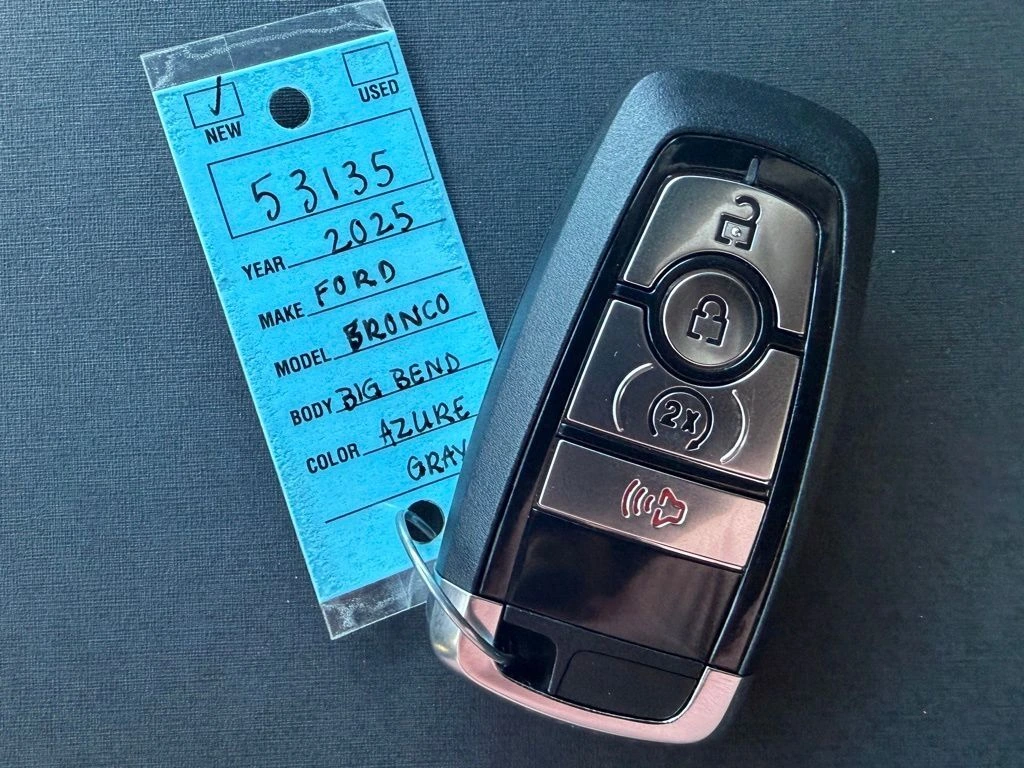 NEW USED
53135
YEAR 2025
MAKE FORD
MODEL BRONCO
BODY BIG BEND
COLOR AZURE
GRAY
2x